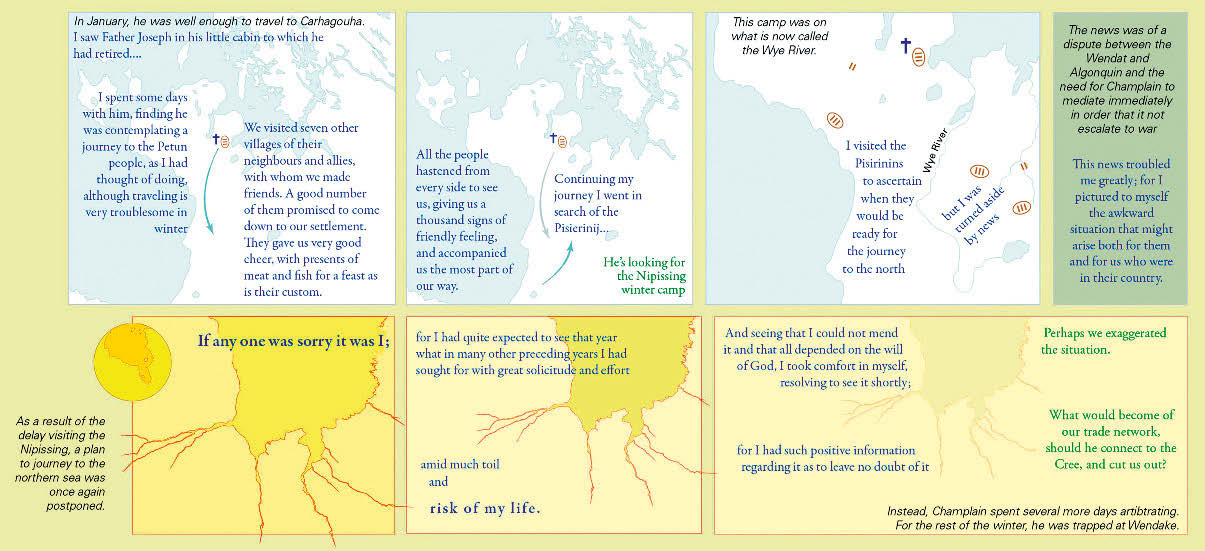 In January, he was well enough to travel to Carhagouha.
I saw Father Joseph in his little cabin to which he
had retired....
I spent some days
with him, finding he
was contemplating a
journey to the Petun
people, as I had
thought of doing,
although traveling is
very troublesome in
winter
We visited seven other
villages of their
neighbours and allies,
with whom we made
friends. A good number
of them promised to come
down to our settlement.
They gave us very good
cheer, with presents of
meat and fish for a feast as
is their custom.
All the people
hastened from
every side to see
us, giving us a
thousand signs of
friendly feeling,
and accompanied
us the most part of
our way.
Continuing my
journey I went in
search of the
Pisierinij...
He's looking for
the Nipissing
winter camp
This camp was on
what is now called
the Wye River.
I visited the
Pisirinins
to ascertain
when they
would be
ready for
the journey
to the north
Wye River
but I was
turned aside
by news
The news was of a
dispute between the
Wendat and
Algonquin and the
need for Champlain to
mediate immediately
in order that it not
escalate to war
This news troubled
me greatly; for I
pictured to myself
the awkward
situation that might
arise both for them
and for us who were
in their country.
As a result of the
delay visiting the
Nipissing, a plan
to journey to the
northern sea was
once again
postponed.
If any one was sorry it was I;
for I had quite expected to see that year
what in many other preceding years I had
sought for with great solicitude and effort
amid much toil
and
risk of my life.
And seeing that I could not mend
it and that all depended on the will
of God, I took comfort in myself,
resolving to see it shortly;
for I had such positive information
regarding it as to leave no doubt of it
Perhaps we exaggerated
the situation.
What would become of
our trade network,
should he connect to the
Cree, and cut us out?
Instead, Champlain spent several more days artibtrating.
For the rest of the winter, he was trapped at Wendake.